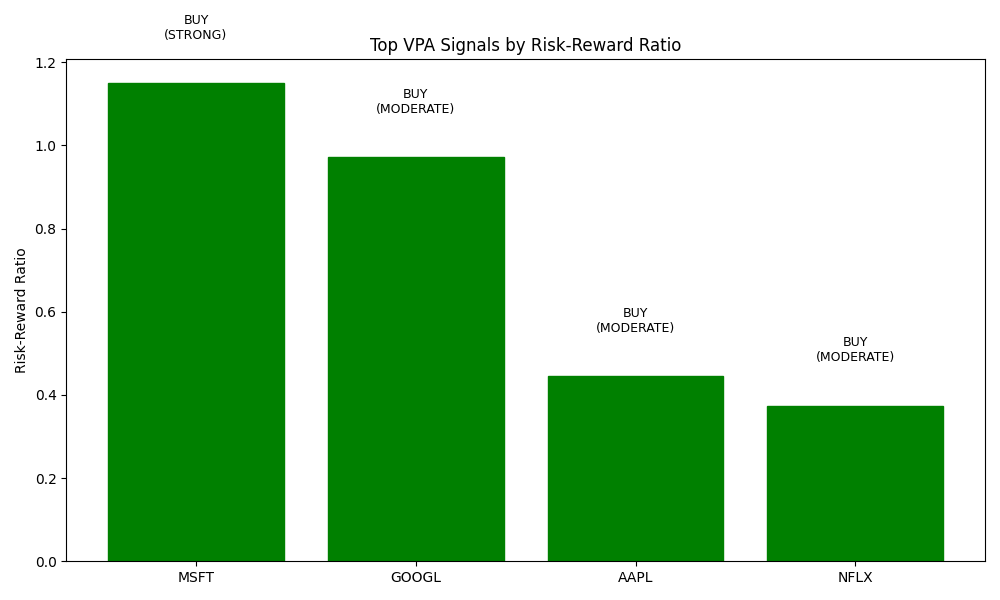 BUY
(STRONG)
Top VPA Signals by Risk-Reward Ratio
1.2
BUY
(MODERATE)
1.0
0.8
BUY
(MODERATE)
0.6
BUY
(MODERATE)
0.4
0.2
0.0
Risk-Reward Ratio
MSFT
GOOGL
AAPL
NFLX